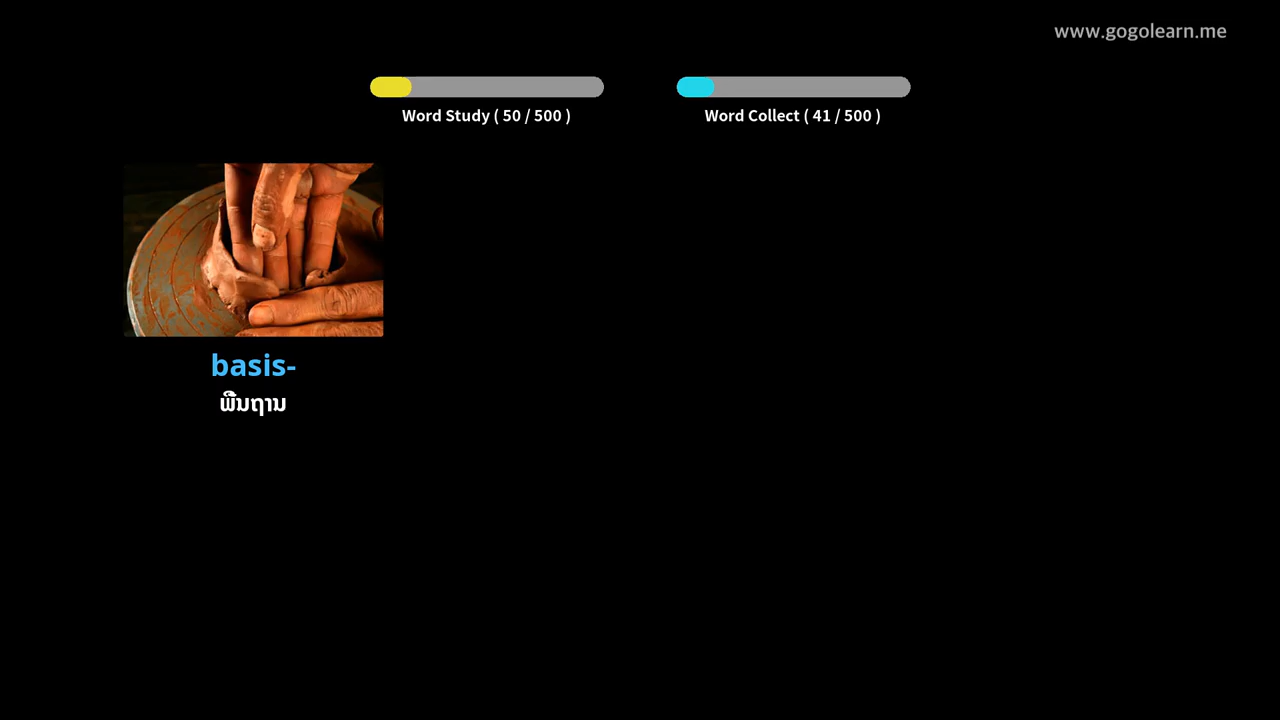 www.gogolearn.me
Word Study ( 50 / 500 )
Word Collect ( 41 / 500 )
basis-
ພື້ນຖານ